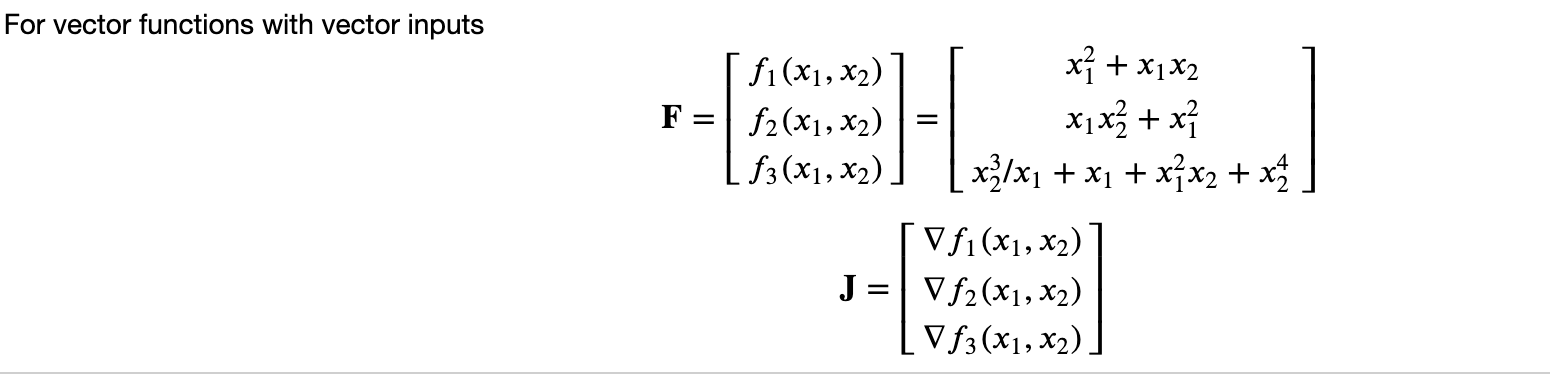 For vector functions with vector inputs
F = [ f₁(x₁, x₂) ; f₂(x₁, x₂) ; f₃(x₁, x₂) ] = [ x₁² + x₁x₂ ; x₁x₂² + x₁² ; x₂³/x₁ + x₁ + x₁²x₂ + x₂⁴ ]
J = [ ∇f₁(x₁, x₂) ; ∇f₂(x₁, x₂) ; ∇f₃(x₁, x₂) ]